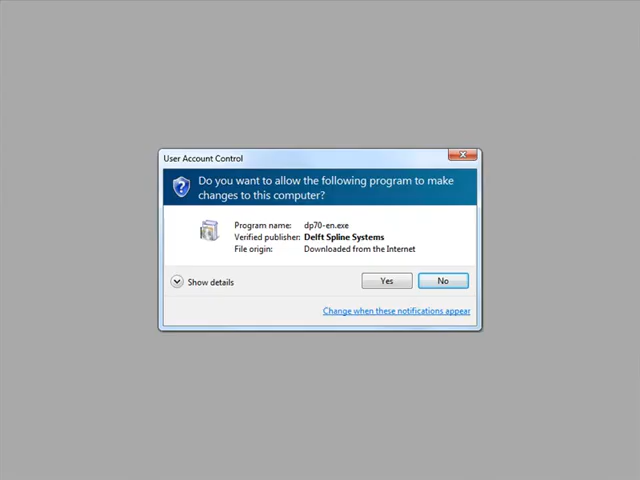 User Account Control
Do you want to allow the following program to make
changes to this computer?
Program name: dp70-en.exe
Verified publisher: Delft Spline Systems
File origin: Downloaded from the Internet
Show details
Yes
No
Change when these notifications appear